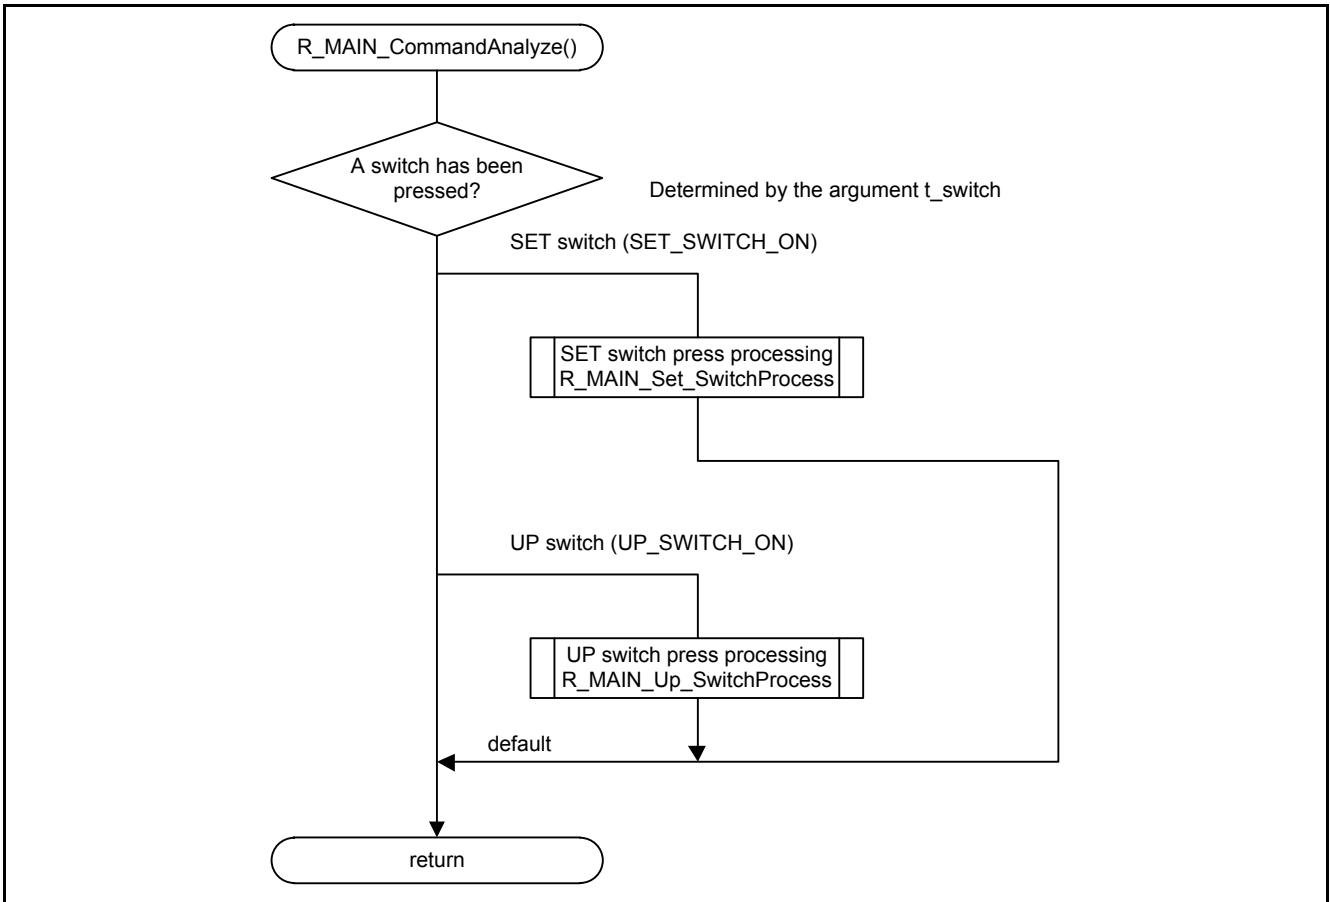 R_MAIN_CommandAnalyze()
A switch has been
pressed?
Determined by the argument t_switch
SET switch (SET_SWITCH_ON)
SET switch press processing
R_MAIN_Set_SwitchProcess
UP switch (UP_SWITCH_ON)
UP switch press processing
R_MAIN_Up_SwitchProcess
default
return